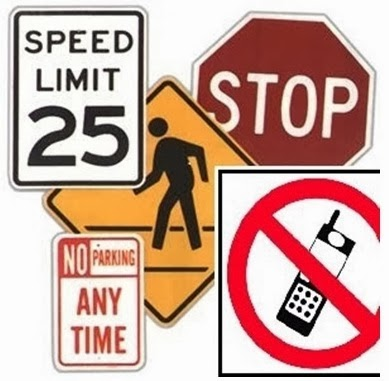 SPEED
LIMIT
25
STOP
NO PARKING
ANY
TIME